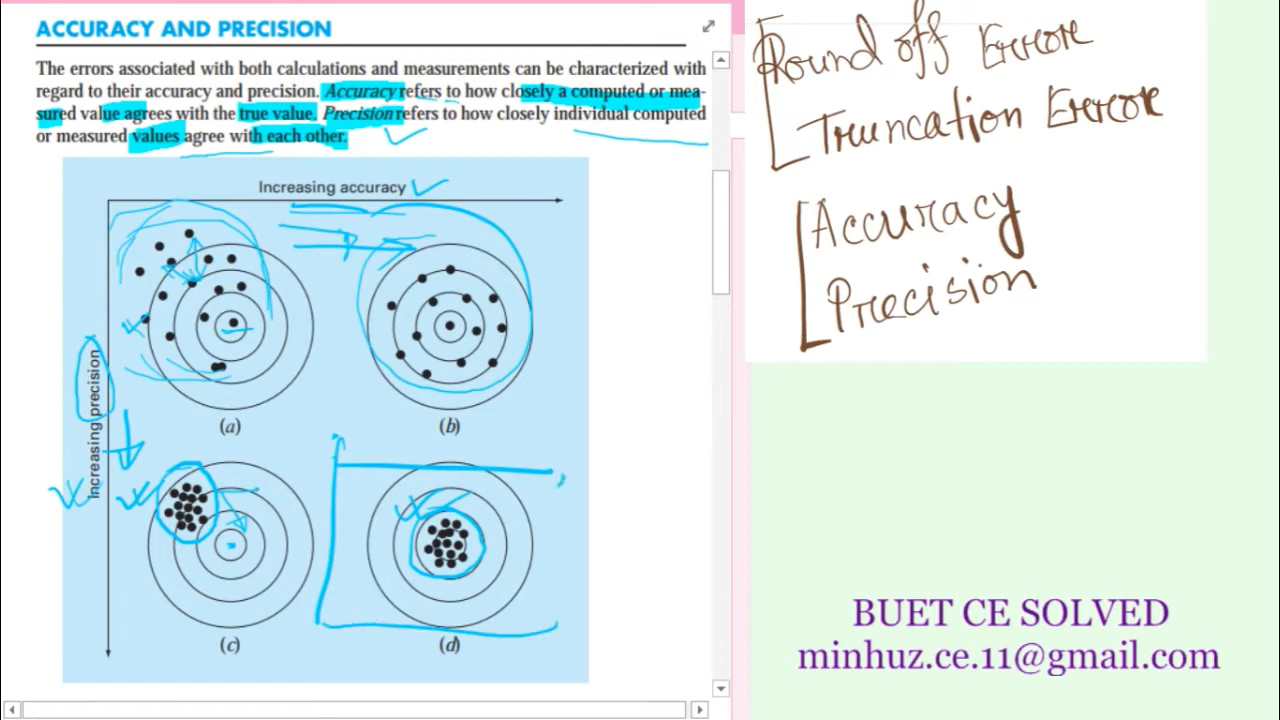 ACCURACY AND PRECISION
The errors associated with both calculations and measurements can be characterized with
regard to their accuracy and precision. Accuracy refers to how closely a computed or mea-
sured value agrees with the true value. Precision refers to how closely individual computed
or measured values agree with each other.
Increasing accuracy
Increasing precision
(a)
(b)
(c)
(d)
Round off Error
Truncation Error
Accuracy
Precision
BUET CE SOLVED
minhuz.ce.11@gmail.com